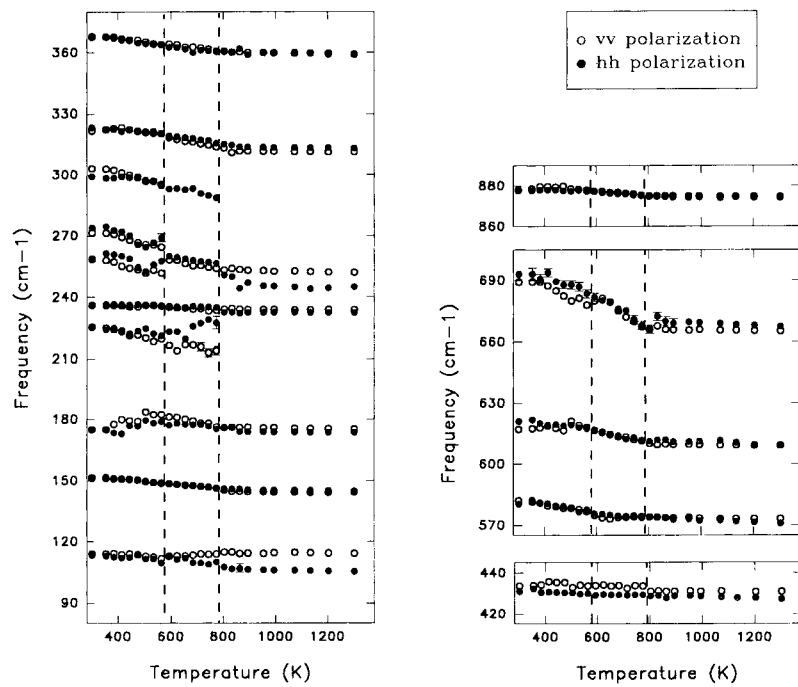 ○ vv polarization
● hh polarization
Frequency (cm-1)
360
330
300
270
240
210
180
150
120
90
400 600 800 1000 1200
Temperature (K)
Frequency (cm-1)
880
860
690
660
620
570
440
420
400 600 800 1000 1200
Temperature (K)